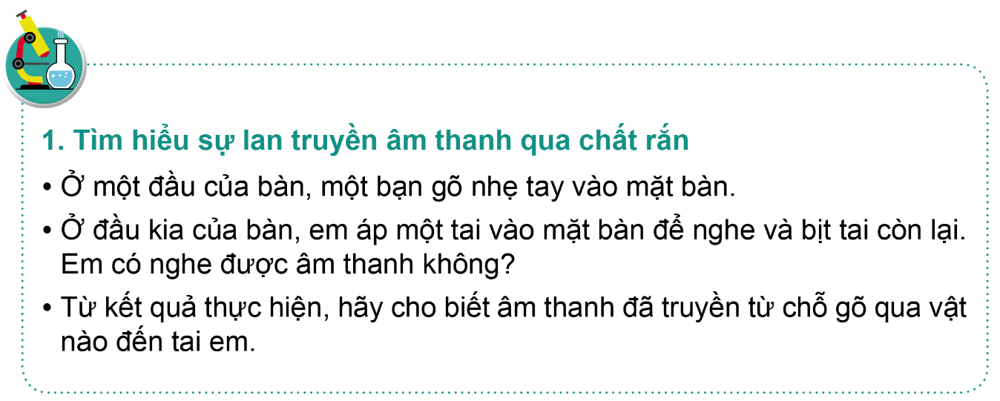 1. Tìm hiểu sự lan truyền âm thanh qua chất rắn
• Ở một đầu của bàn, một bạn gõ nhẹ tay vào mặt bàn.
• Ở đầu kia của bàn, em áp một tai vào mặt bàn để nghe và bịt tai còn lại.
Em có nghe được âm thanh không?
• Từ kết quả thực hiện, hãy cho biết âm thanh đã truyền từ chỗ gõ qua vật
nào đến tai em.